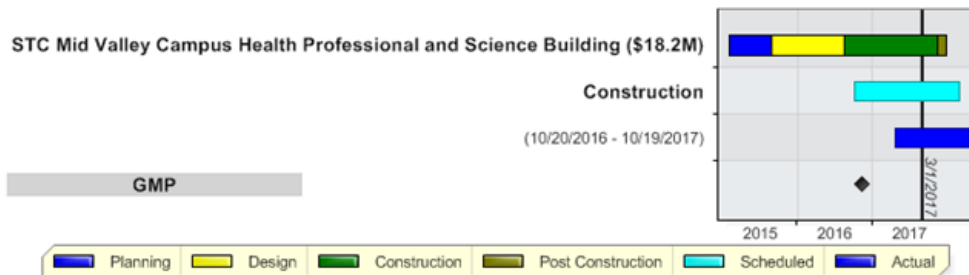 STC Mid Valley Campus Health Professional and Science Building ($18.2M)
Construction
(10/20/2016 - 10/19/2017)
GMP
3/1/2017
2015 2016 2017
Planning Design Construction Post Construction Scheduled Actual